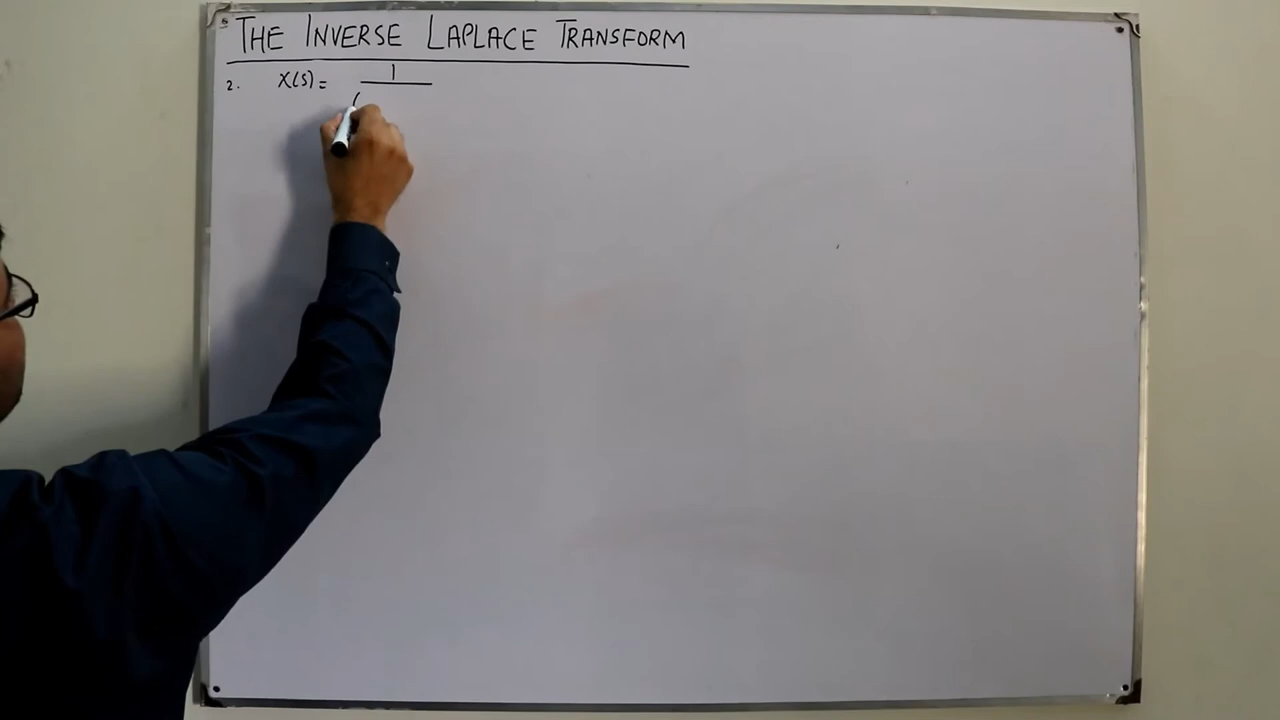 THE INVERSE LAPLACE TRANSFORM
2. X(S) = 1
(